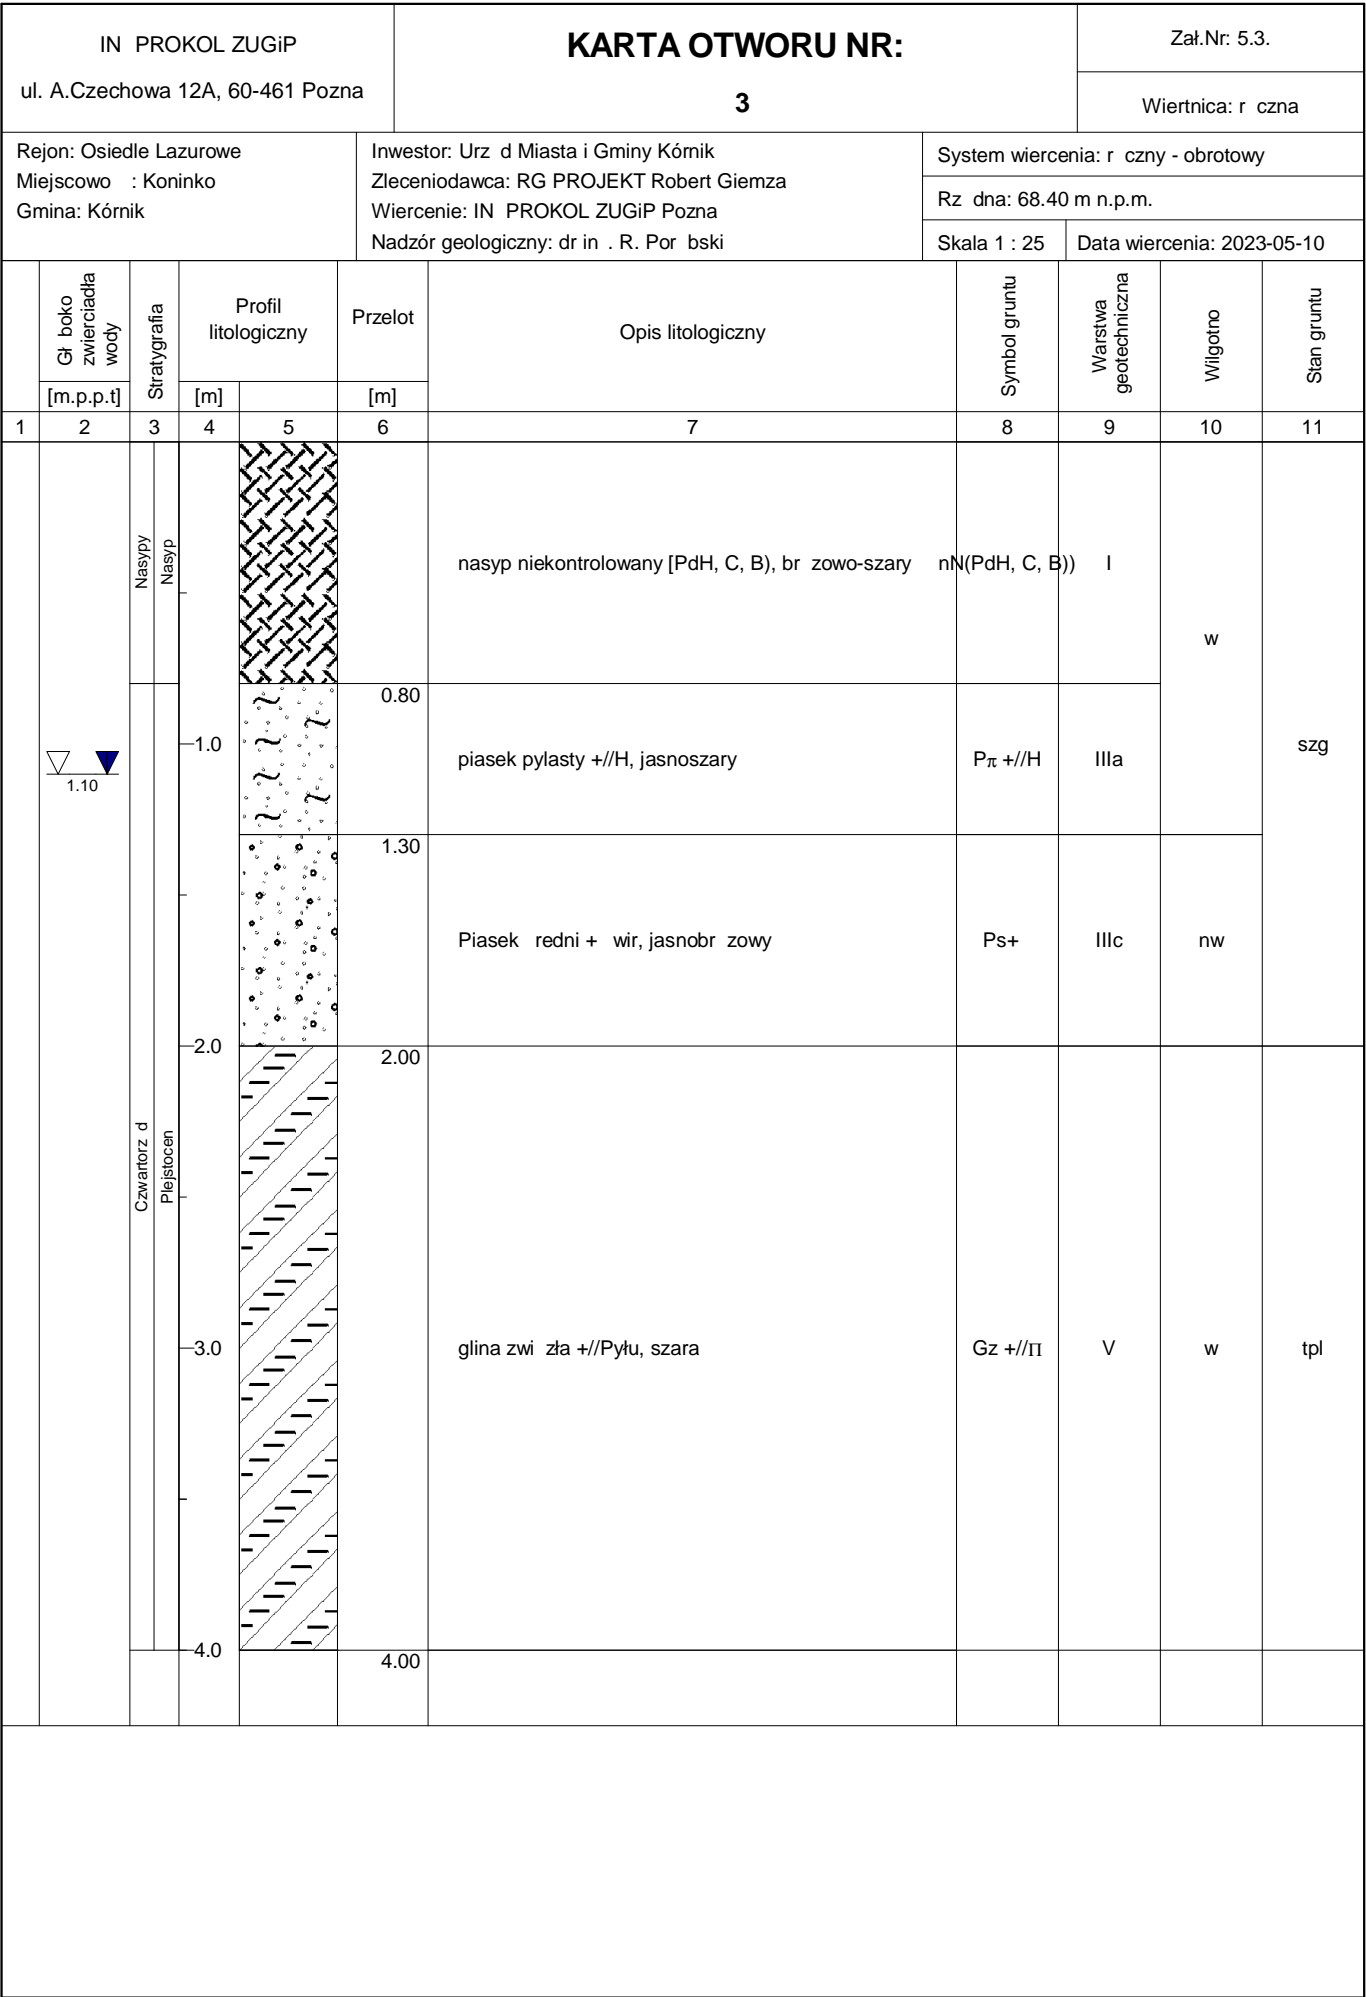 IN PROKOL ZUGiP
ul. A.Czechowa 12A, 60-461 Pozna
KARTA OTWORU NR:
3
Zał.Nr: 5.3.
Wiertnica: r czna
Rejon: Osiedle Lazurowe
Miejscowo : Koninko
Gmina: Kórnik
Inwestor: Urz d Miasta i Gminy Kórnik
Zleceniodawca: RG PROJEKT Robert Giemza
Wiercenie: IN PROKOL ZUGiP Pozna
Nadzór geologiczny: dr in . R. Por bski
System wiercenia: r czny - obrotowy
Rz dna: 68.40 m n.p.m.
Skala 1 : 25 Data wiercenia: 2023-05-10
Gł boko
zwierciadła
wody
[m.p.p.t]
Stratygrafia
Profil
litologiczny
[m]
Przelot
[m]
Opis litologiczny
Symbol gruntu
Warstwa
geotechniczna
Wilgotno
Stan gruntu
1 2 3 4 5 6 7 8 9 10 11
Nasypy
Nasyp
nasyp niekontrolowany [PdH, C, B), br zowo-szary nN(PdH, C, B)) I
w
0.80
1.0
1.10
piasek pylasty +//H, jasnoszary Pπ +//H IIIa
szg
1.30
Piasek redni + wir, jasnobr zowy Ps+ IIIc nw
2.0
2.00
Czwartorz d
Plejstocen
3.0
glina zwi zła +//Pyłu, szara Gz +//Π V w tpl
4.0
4.00